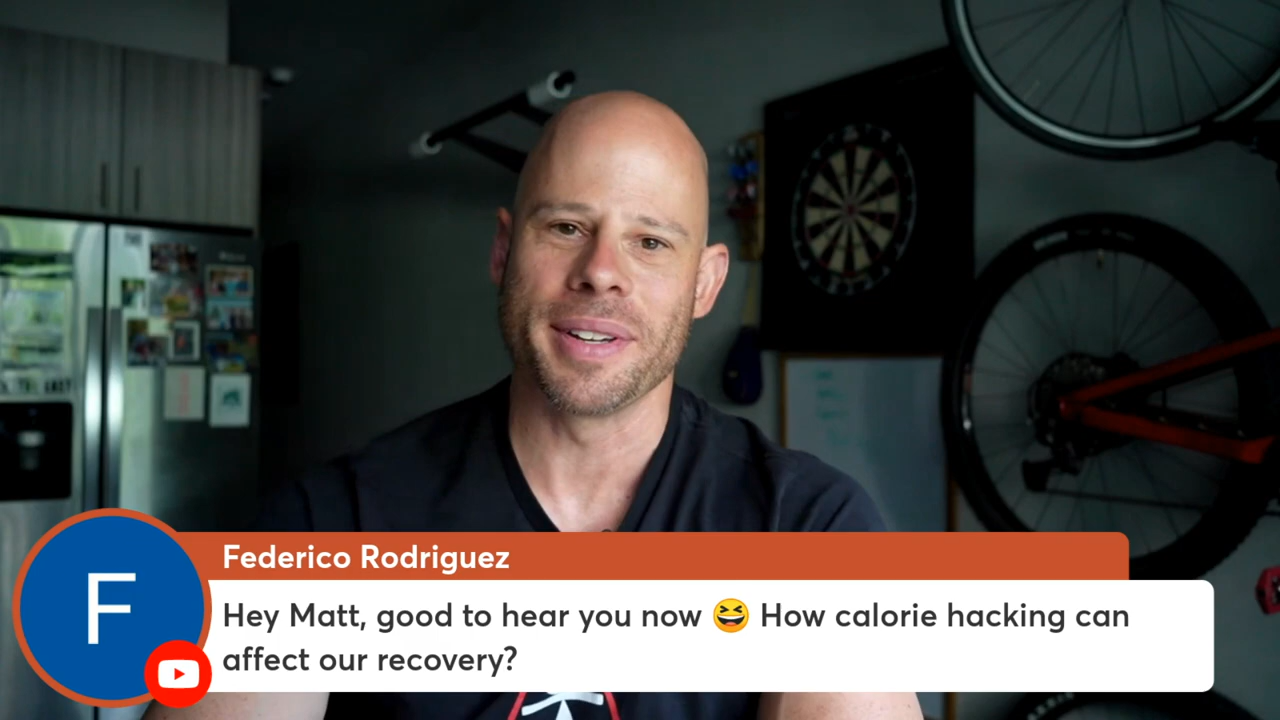 Federico Rodriguez
Hey Matt, good to hear you now 😆 How calorie hacking can
affect our recovery?
F